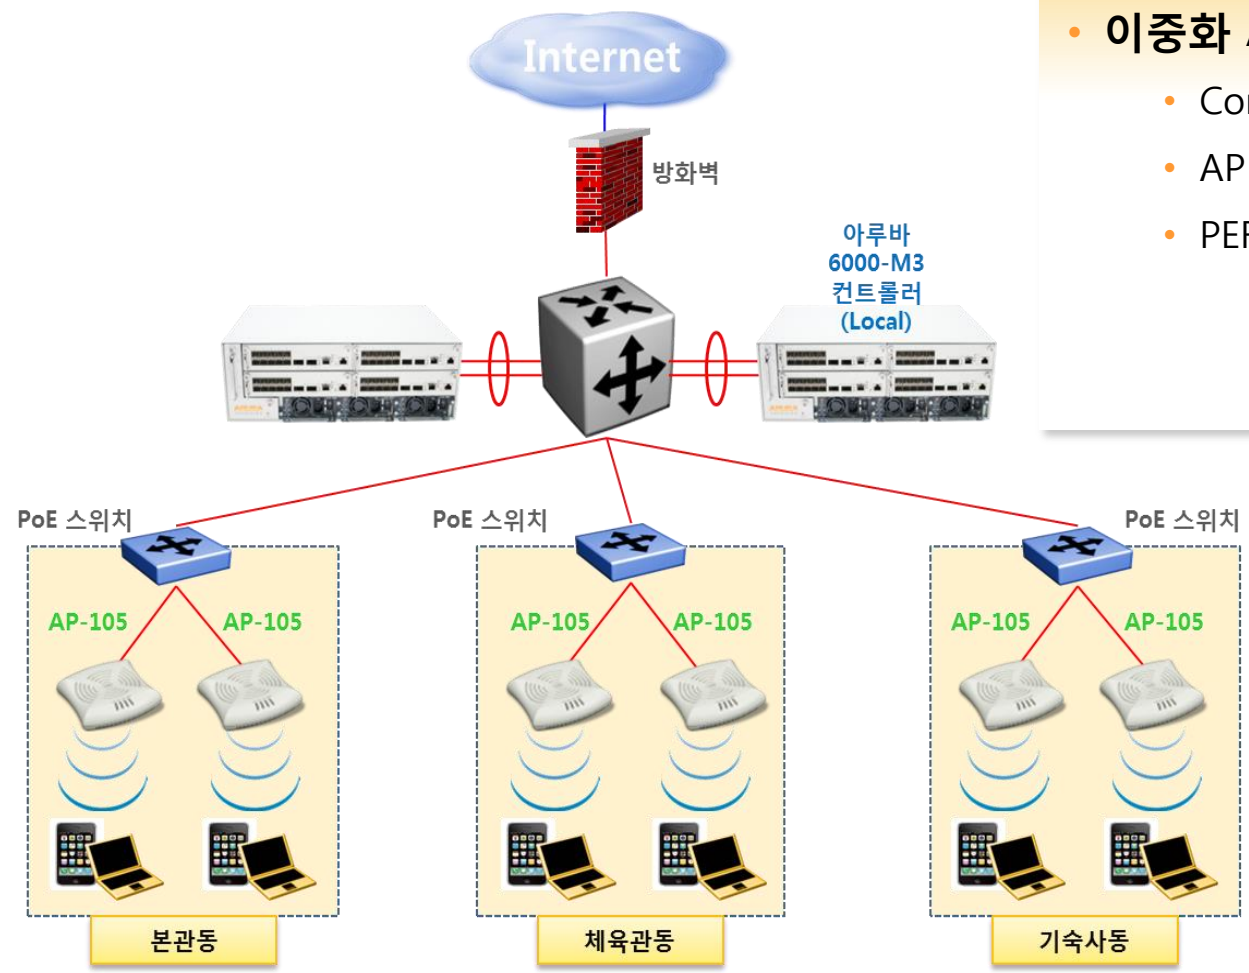 Internet
• 이중화
방화벽
• AP
아루바
6000-M3
컨트롤러
(Local)
PoE 스위치
PoE 스위치
PoE 스위치
AP-105
AP-105
AP-105
AP-105
AP-105
AP-105
본관동
체육관동
기숙사동